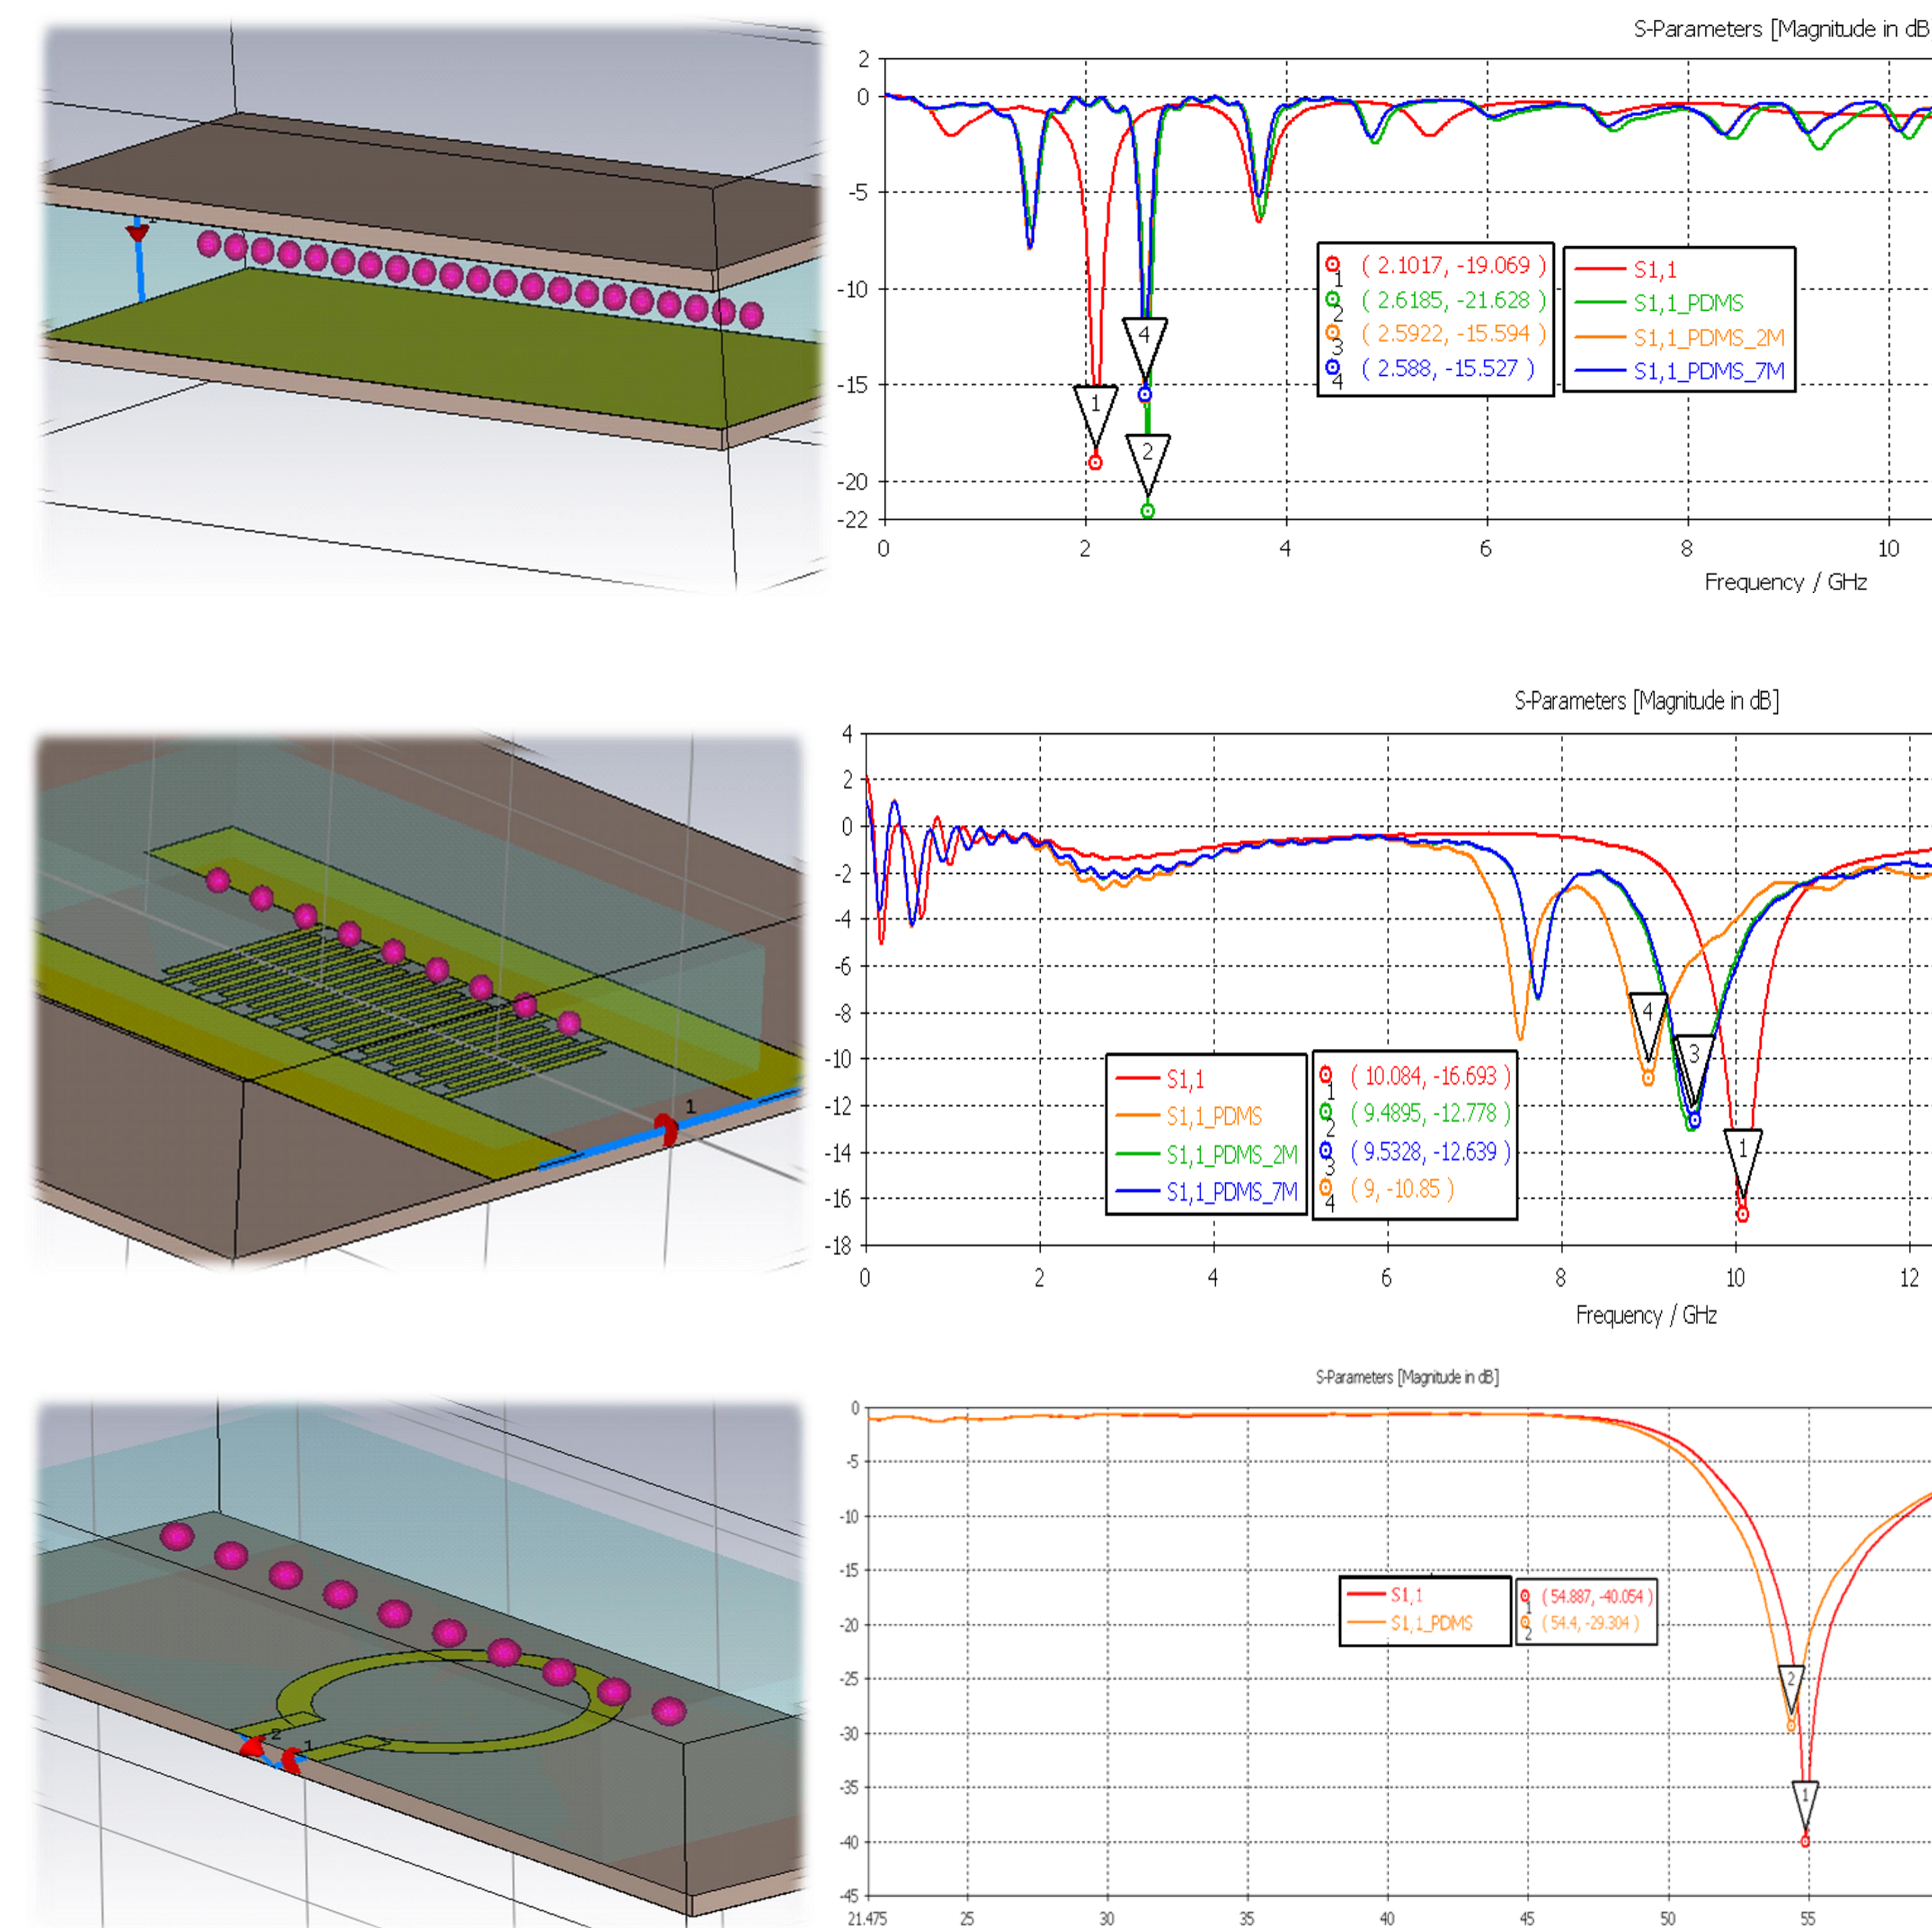 S-Parameters [Magnitude in dB
2
0
-5
-10
-15
-20
-22
0 2 4 6 8 10
Frequency / GHz
4
1
2
1 ( 2.1017, -19.069 )
2 ( 2.6185, -21.628 )
3 ( 2.5922, -15.594 )
4 ( 2.588, -15.527 )
S1,1
S1,1_PDMS
S1,1_PDMS_2M
S1,1_PDMS_7M
1
S-Parameters [Magnitude in dB]
4
2
0
-2
-4
-6
-8
-10
-12
-14
-16
-18
0 2 4 6 8 10 12
Frequency / GHz
4
3
1
S1,1
S1,1_PDMS
S1,1_PDMS_2M
S1,1_PDMS_7M
1 ( 10.084, -16.693 )
2 ( 9.4895, -12.778 )
3 ( 9.5328, -12.639 )
4 ( 9, -10.85 )
2 1
S-Parameters [Magnitude in dB]
0
-5
-10
-15
-20
-25
-30
-35
-40
-45
21.475 25 30 35 40 45 50 55
S1,1
S1,1_PDMS
1 ( 54.887, -40.054 )
2 ( 54.4, -29.304 )
2
1